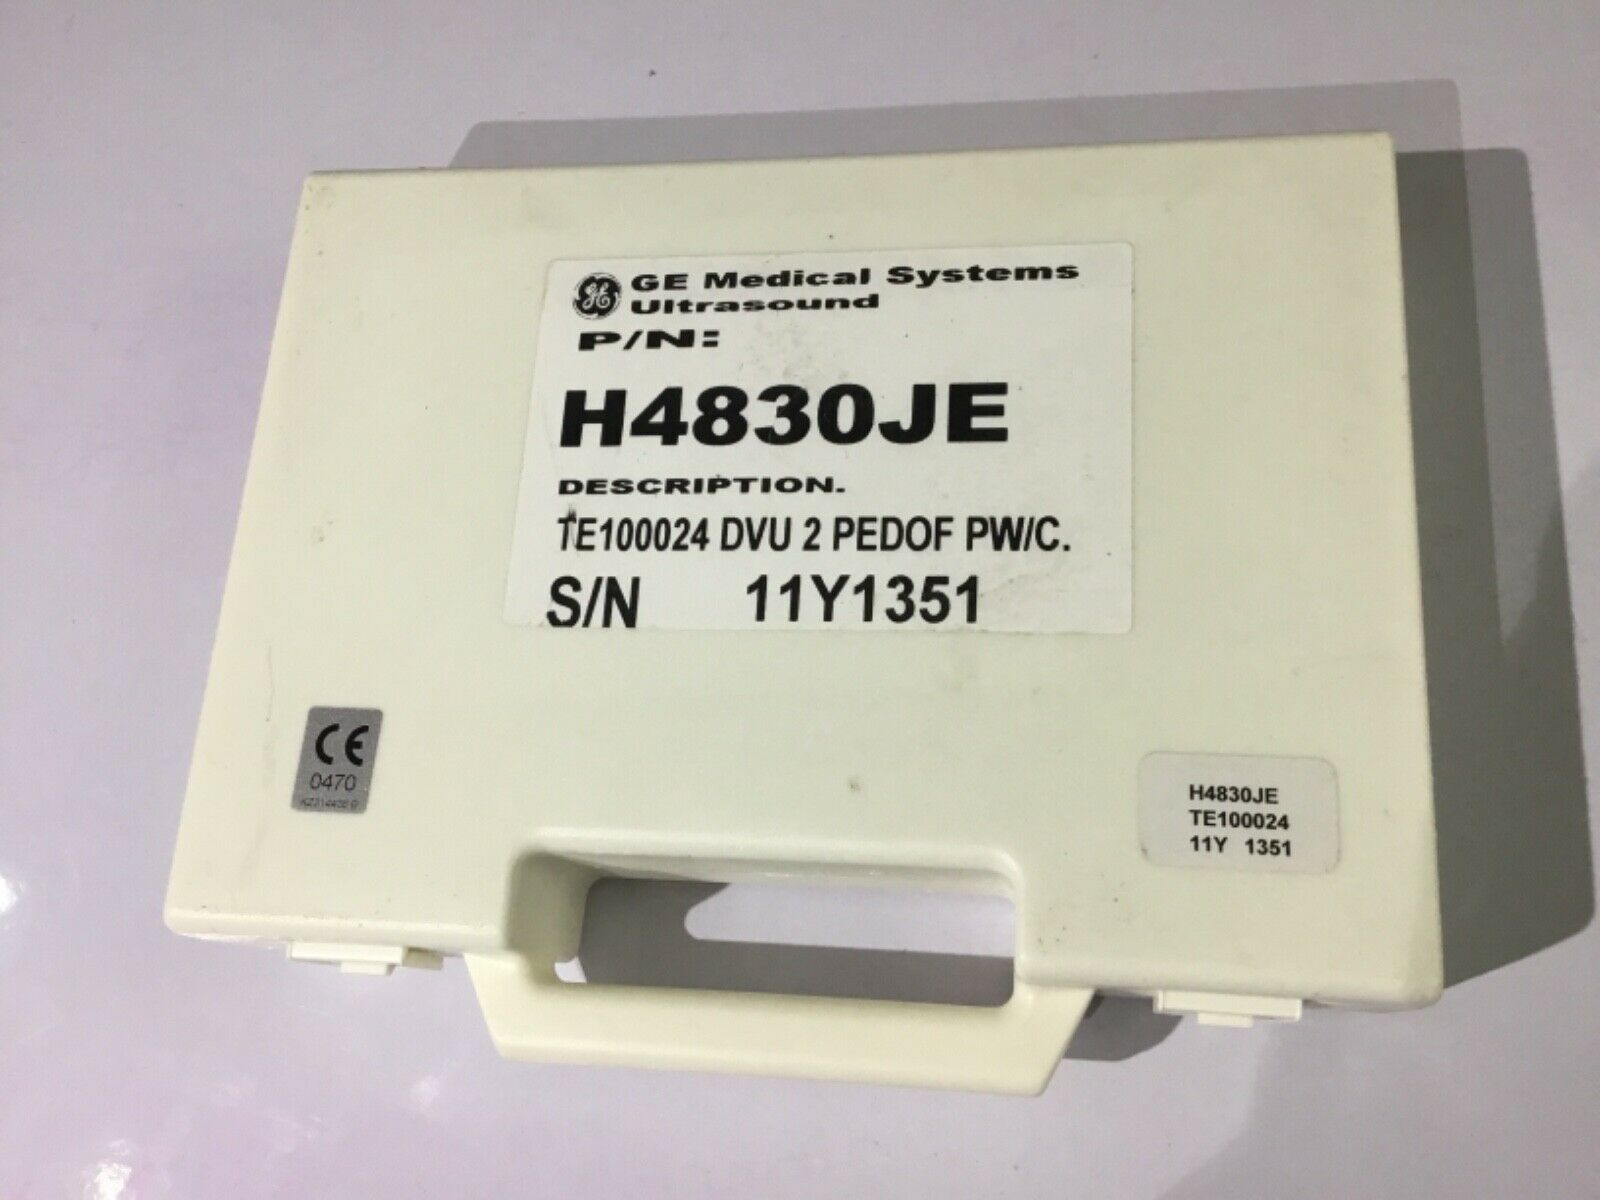 GE Medical Systems
Ultrasound
P/N:
H4830JE
DESCRIPTION.
TE100024 DVU 2 PEDOF PW/C.
S/N 11Y1351
CE
0470
H4830JE
TE100024
11Y 1351